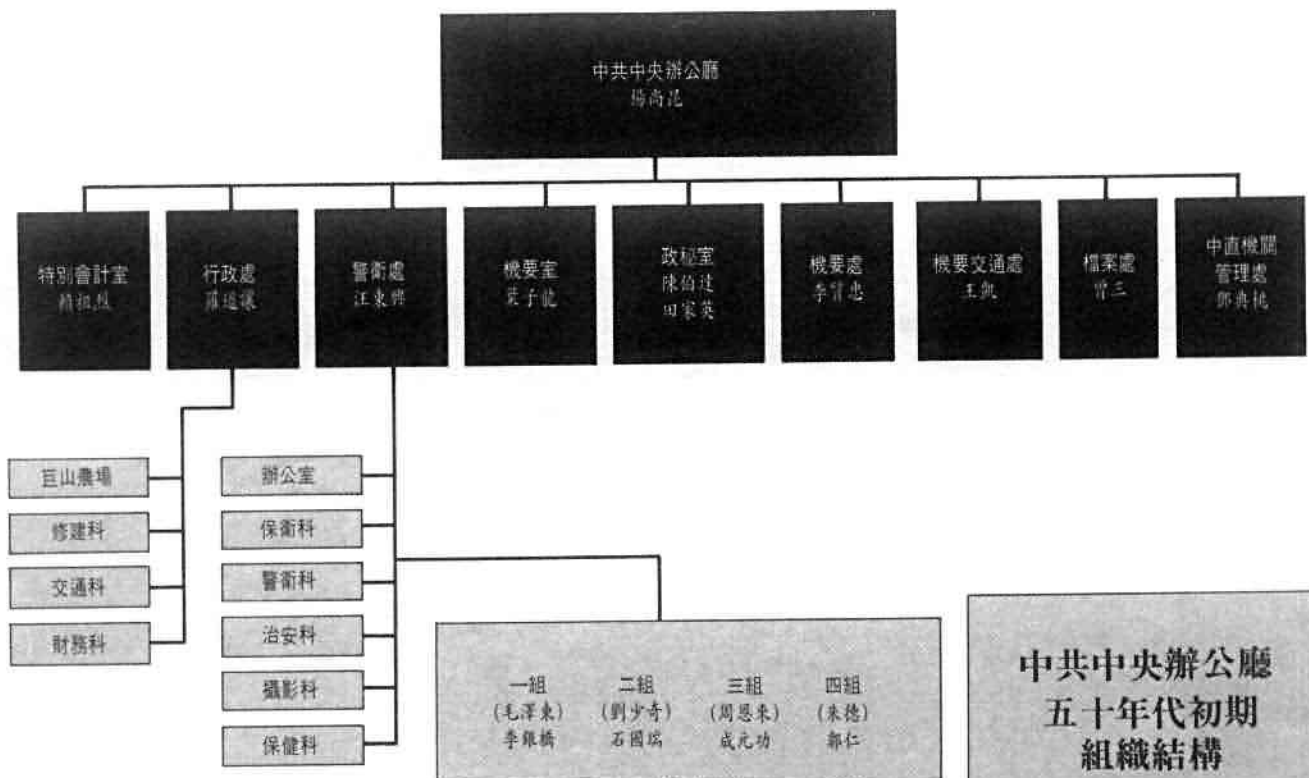 中共中央辦公廳
楊尚昆
特別會計室
賴祖烈
行政處
羅道讓
警衛處
汪東興
機要室
葉子龍
政秘室
陳伯達
田家英
機要處
李質忠
機要交通處
王凱
檔案處
曾三
中直機關
管理處
鄧典桃
巨山農場
修建科
交通科
財務科
辦公室
保衛科
警衛科
治安科
攝影科
保健科
一組
(毛澤東)
李銀橋
二組
(劉少奇)
石國瑞
三組
(周恩來)
成元功
四組
(朱德)
郭仁
中共中央辦公廳
五十年代初期
組織結構